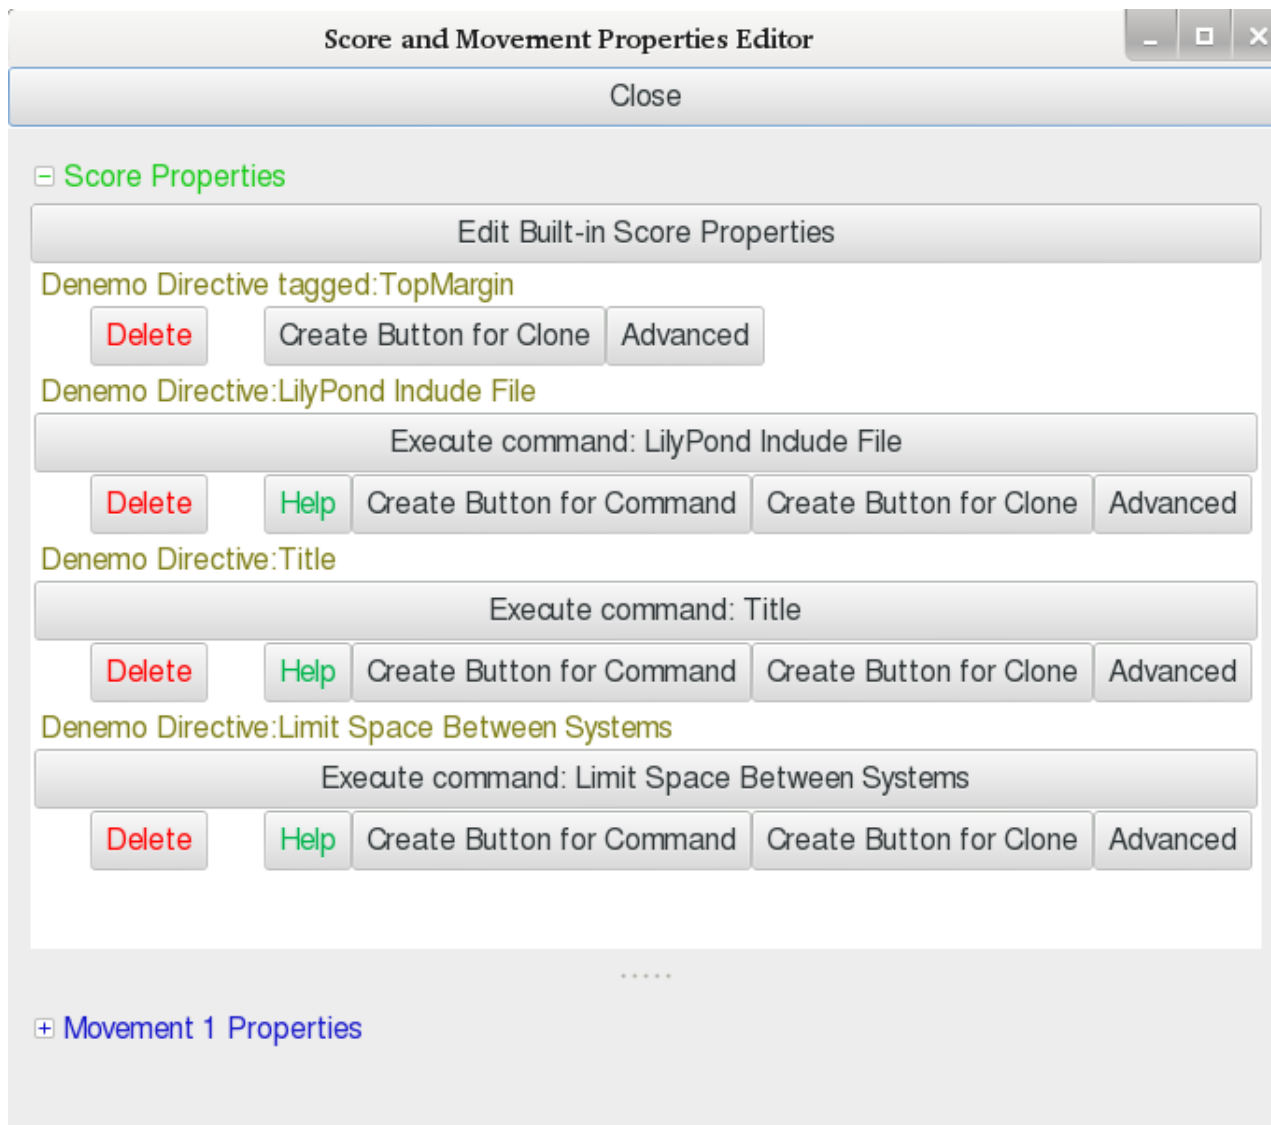 Score and Movement Properties Editor
Close
Score Properties
Edit Built-in Score Properties
Denemo Directive tagged:TopMargin
Delete Create Button for Clone Advanced
Denemo Directive:LilyPond Include File
Execute command: LilyPond Include File
Delete Help Create Button for Command Create Button for Clone Advanced
Denemo Directive:Title
Execute command: Title
Delete Help Create Button for Command Create Button for Clone Advanced
Denemo Directive:Limit Space Between Systems
Execute command: Limit Space Between Systems
Delete Help Create Button for Command Create Button for Clone Advanced
Movement 1 Properties